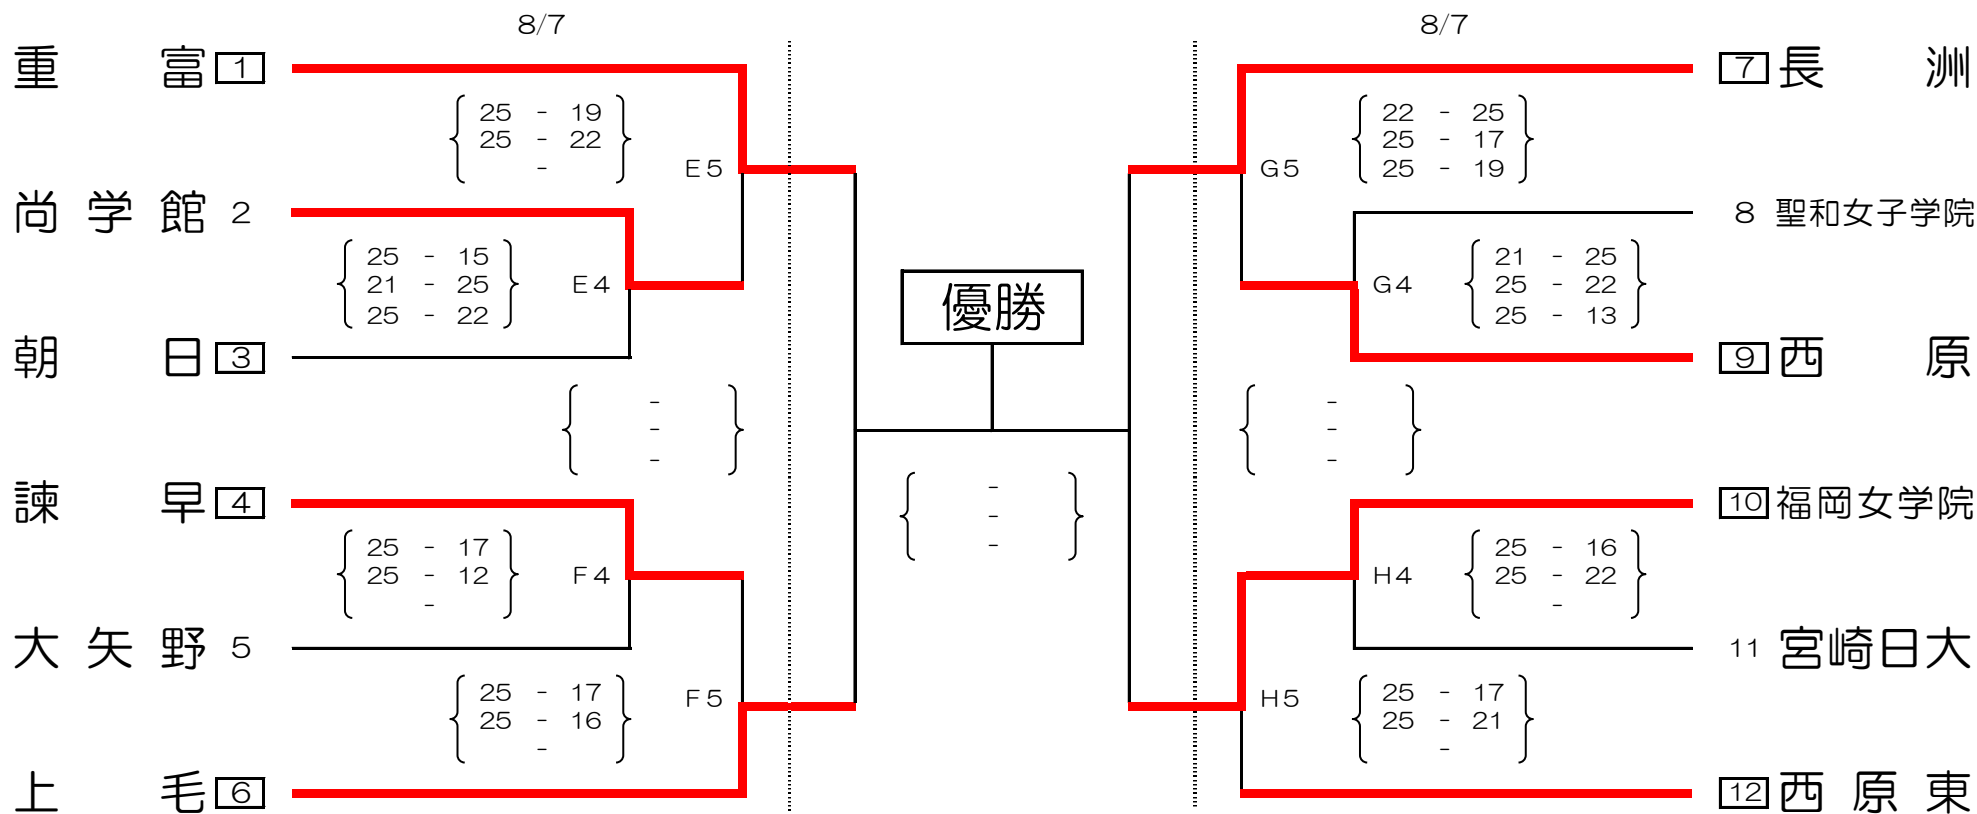 8/7 8/7
重富 1 7 長洲
25 - 19 22 - 25
25 - 22 25 - 17
- 25 - 19
E5 G5
尚学館 2 8 聖和女子学院
25 - 15 21 - 25
21 - 25 25 - 22
25 - 22 25 - 13
E4 G4
優勝
朝日 3 9 西原
- -
- -
- -
諫早 4 10 福岡女学院
-
-
-
25 - 17 25 - 16
25 - 12 25 - 22
- -
F4 H4
大矢野 5 11 宮崎日大
25 - 17 25 - 17
25 - 16 25 - 21
- -
F5 H5
上毛 6 12 西原東